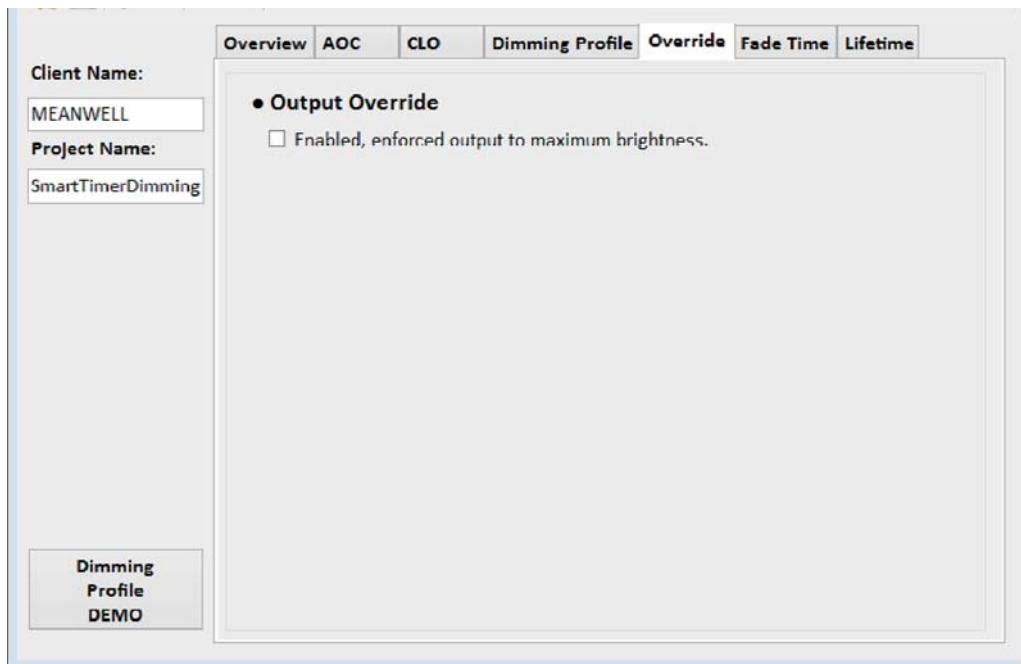 Overview AOC CLO Dimming Profile Override Fade Time Lifetime
Client Name:
MEANWELL
Project Name:
SmartTimerDimming
● Output Override
Enabled, enforced output to maximum brightness.
Dimming
Profile
DEMO